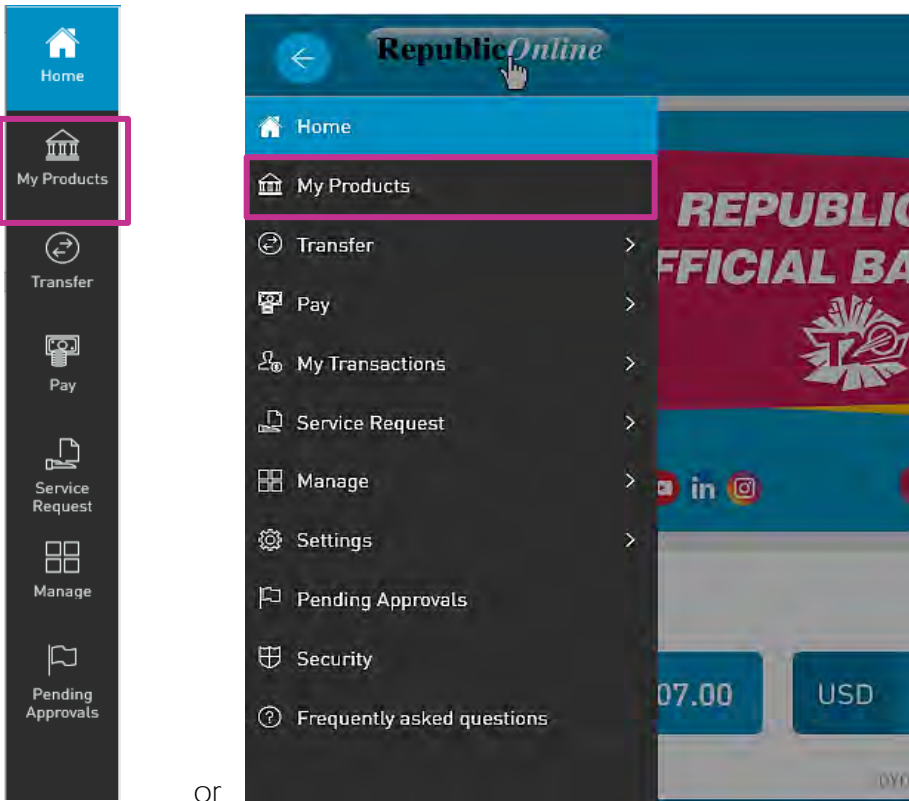 Home
My Products
Transfer
Pay
Service
Request
Manage
Pending
Approvals
or
RepublicOnline
Home
My Products
Transfer
Pay
My Transactions
Service Request
Manage
Settings
Pending Approvals
Security
Frequently asked questions
REPUBLIC
FFICIAL BA
T20
in
07.00
USD